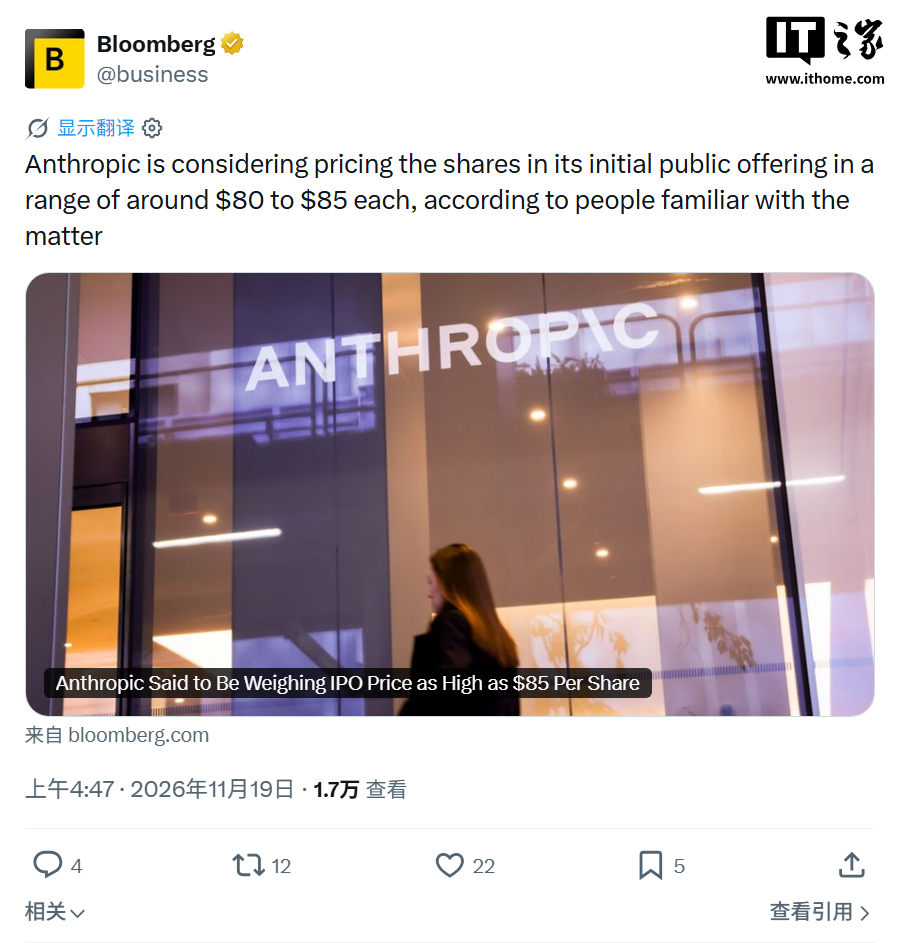 Bloomberg
@business
IT之家
www.ithome.com
显示翻译
Anthropic is considering pricing the shares in its initial public offering in a
range of around $80 to $85 each, according to people familiar with the
matter
ANTHROP\C
Anthropic Said to Be Weighing IPO Price as High as $85 Per Share
来自 bloomberg.com
上午4:47 · 2026年11月19日 · 1.7万 查看
4 12 22 5
相关 查看引用